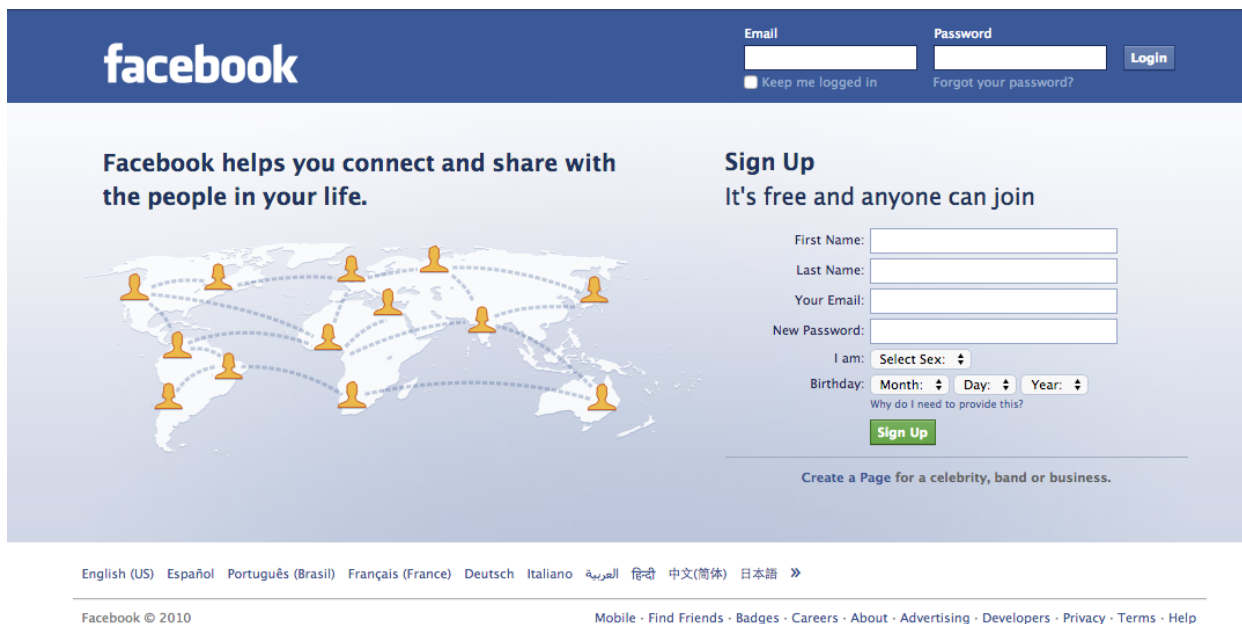 facebook
Email
Password
Login
Keep me logged in
Forgot your password?
Facebook helps you connect and share with
the people in your life.
Sign Up
It's free and anyone can join
First Name:
Last Name:
Your Email:
New Password:
I am: Select Sex:
Birthday: Month: Day: Year:
Why do I need to provide this?
Sign Up
Create a Page for a celebrity, band or business.
English (US) Español Português (Brasil) Français (France) Deutsch Italiano العربية हिन्दी 中文(简体) 日本語 »
Facebook © 2010
Mobile · Find Friends · Badges · Careers · About · Advertising · Developers · Privacy · Terms · Help